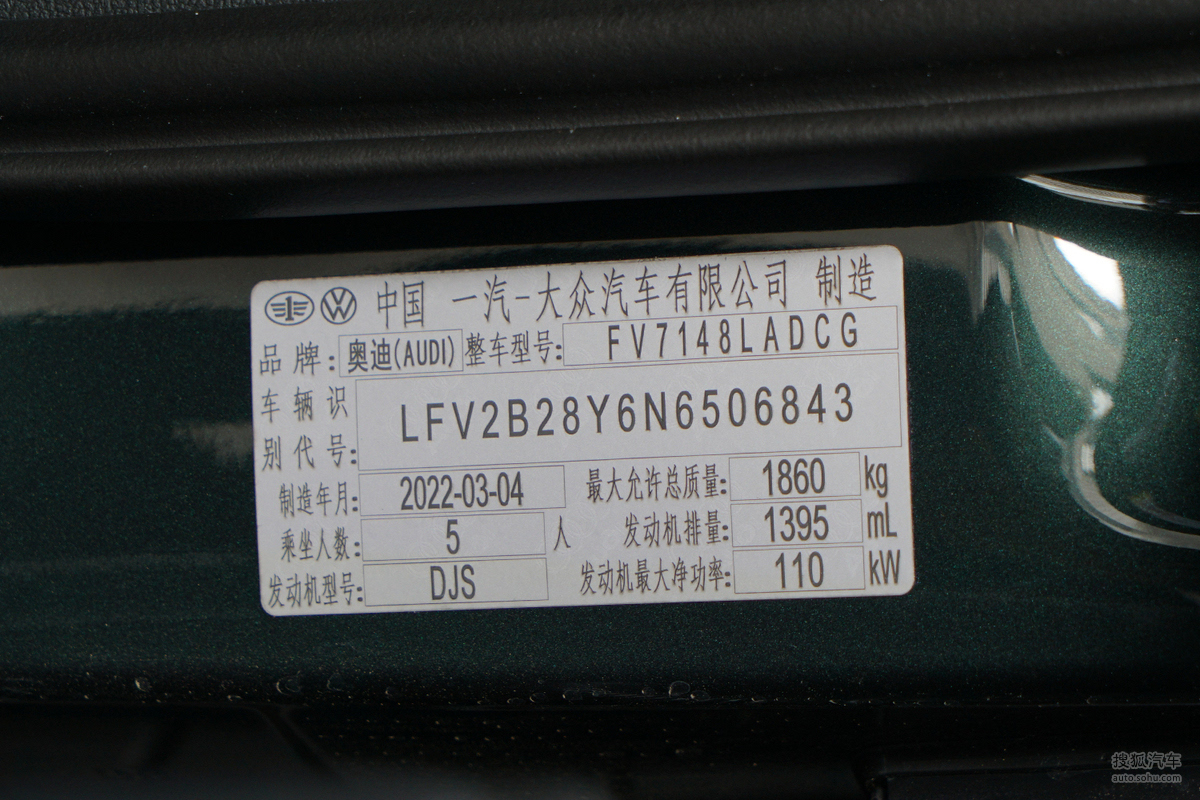 中国 一汽-大众汽车有限公司 制造
品牌: 奥迪(AUDI) 整车型号: FV7148LADCG
车辆识别代号: LFV2B28Y6N6506843
制造年月: 2022-03-04 最大允许总质量: 1860 kg
乘坐人数: 5 人 发动机排量: 1395 mL
发动机型号: DJS 发动机最大净功率: 110 kW
搜狐汽车
auto.sohu.com